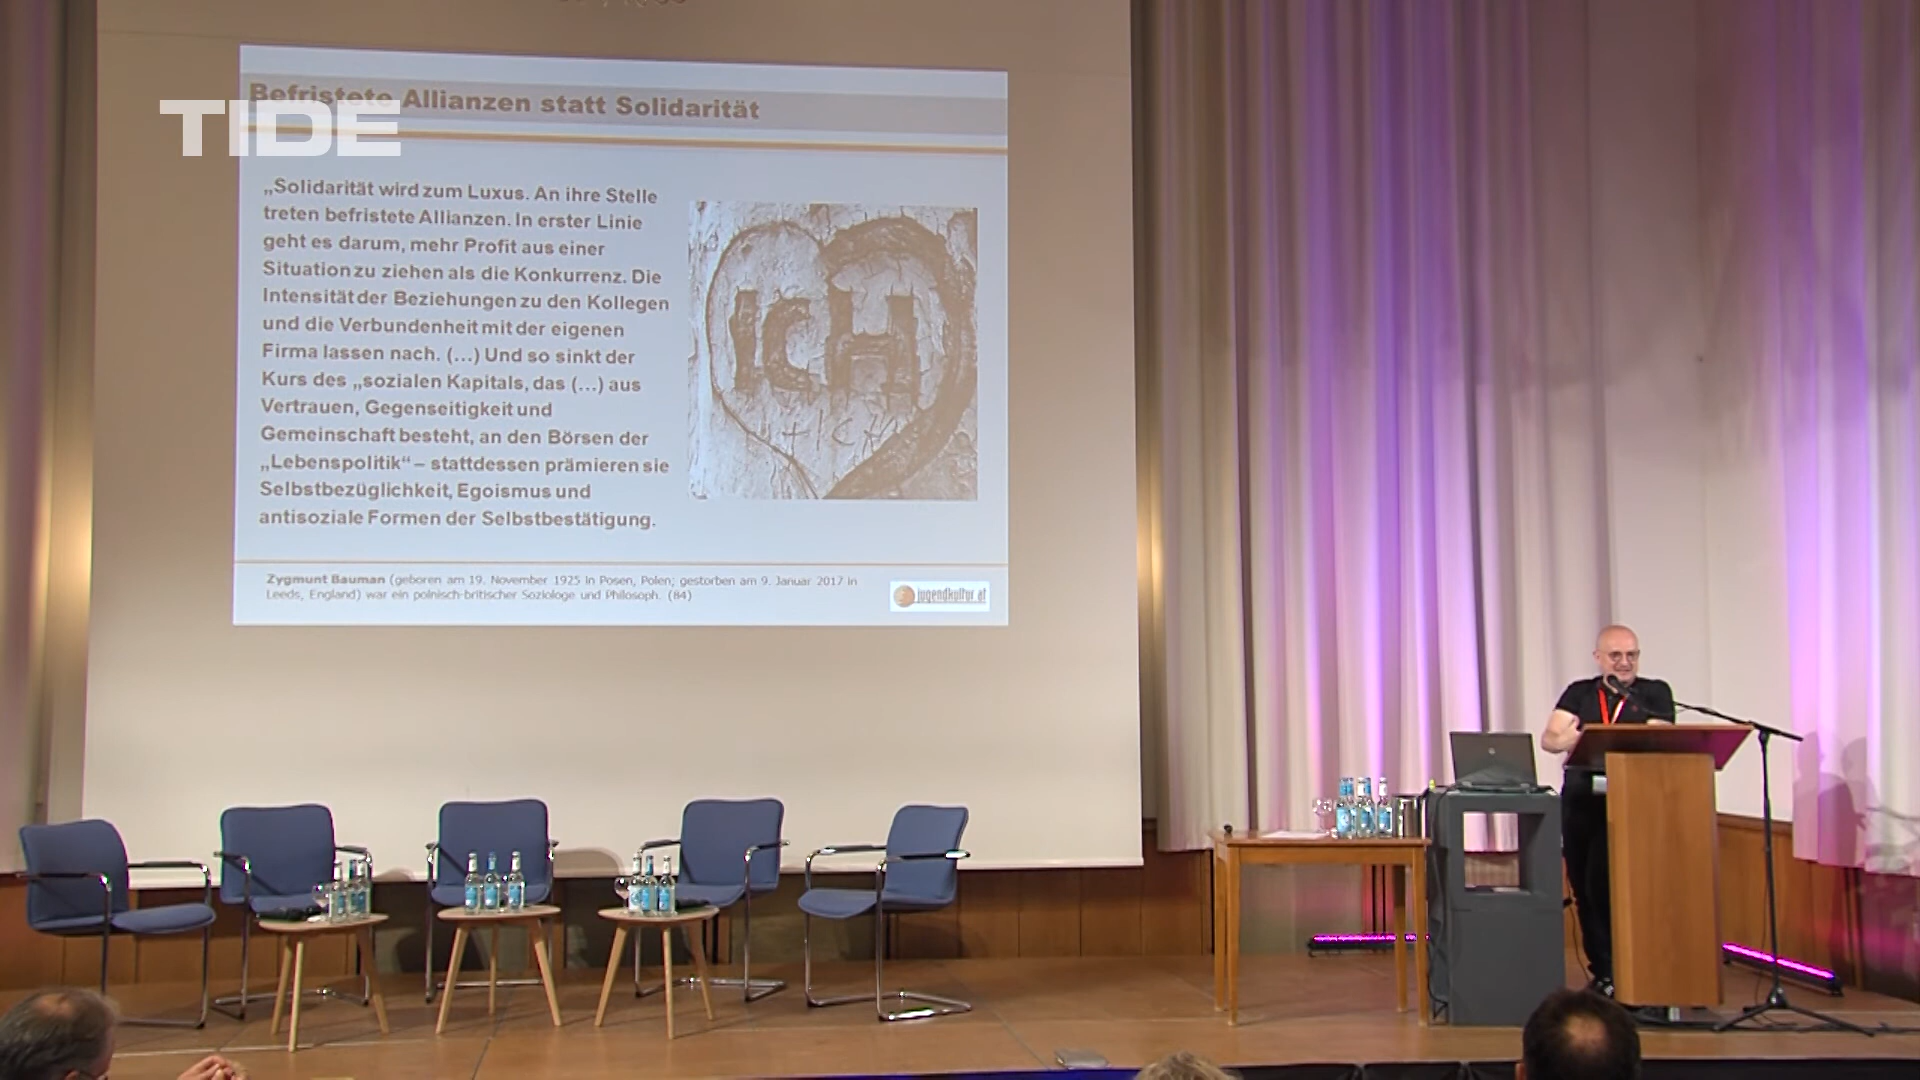 Befristete Allianzen statt Solidarität
TIDE
„Solidarität wird zum Luxus. An ihre Stelle
treten befristete Allianzen. In erster Linie
geht es darum, mehr Profit aus einer
Situation zu ziehen als die Konkurrenz. Die
Intensität der Beziehungen zu den Kollegen
und die Verbundenheit mit der eigenen
Firma lassen nach. (…) Und so sinkt der
Kurs des „sozialen Kapitals, das (…) aus
Vertrauen, Gegenseitigkeit und
Gemeinschaft besteht, an den Börsen der
„Lebenspolitik“ – stattdessen prämieren sie
Selbstbezüglichkeit, Egoismus und
antisoziale Formen der Selbstbestätigung.
IcH
+ICH
Zygmunt Bauman (geboren am 19. November 1925 in Posen, Polen; gestorben am 9. Januar 2017 in
Leeds, England) war ein polnisch-britischer Soziologe und Philosoph. (84)
jugendkultur.at